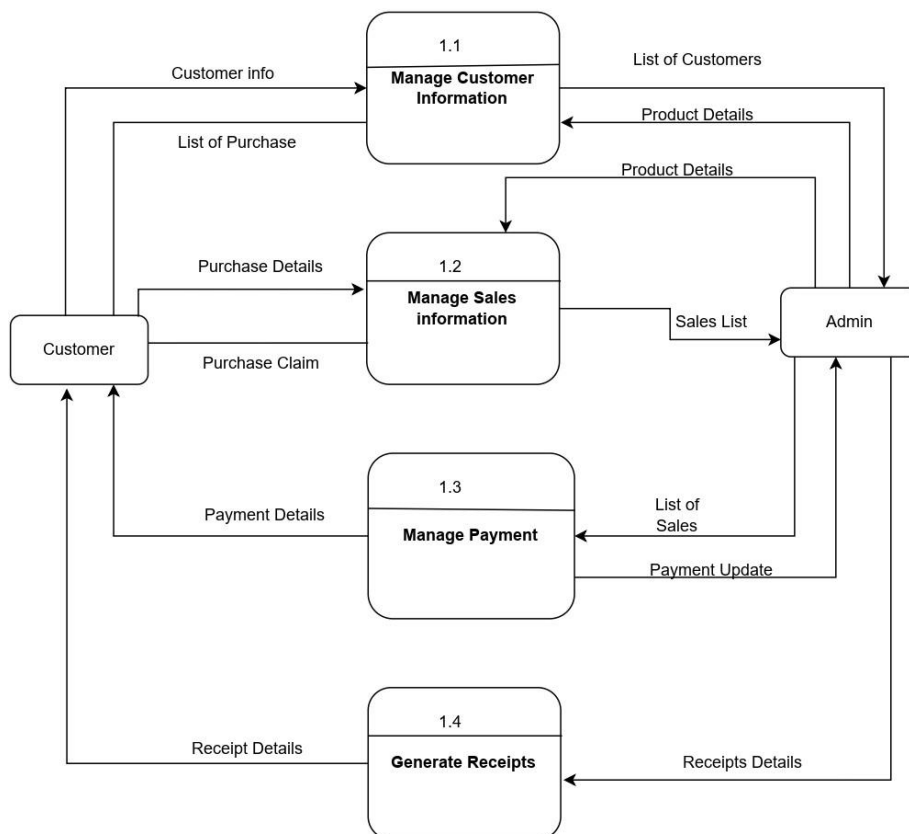 1.1
Manage Customer
Information
Customer info
List of Customers
List of Purchase
Product Details
Product Details
1.2
Manage Sales
information
Purchase Details
Sales List
Customer
Admin
Purchase Claim
1.3
Manage Payment
Payment Details
List of
Sales
Payment Update
1.4
Generate Receipts
Receipt Details
Receipts Details